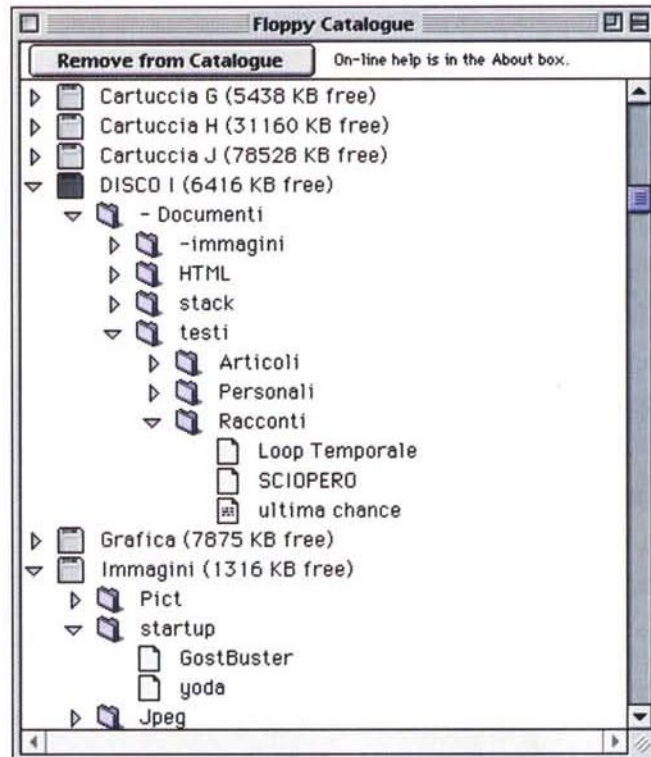 Floppy Catalogue
Remove from Catalogue On-line help is in the About box.
Cartuccia G (5438 KB free)
Cartuccia H (31160 KB free)
Cartuccia J (78528 KB free)
DISCO I (6416 KB free)
- Documenti
-immagini
HTML
stack
testi
Articoli
Personali
Racconti
Loop Temporale
SCIOPERO
ultima chance
Grafica (7875 KB free)
Immagini (1316 KB free)
Pict
startup
GostBuster
yoda
Jpeg